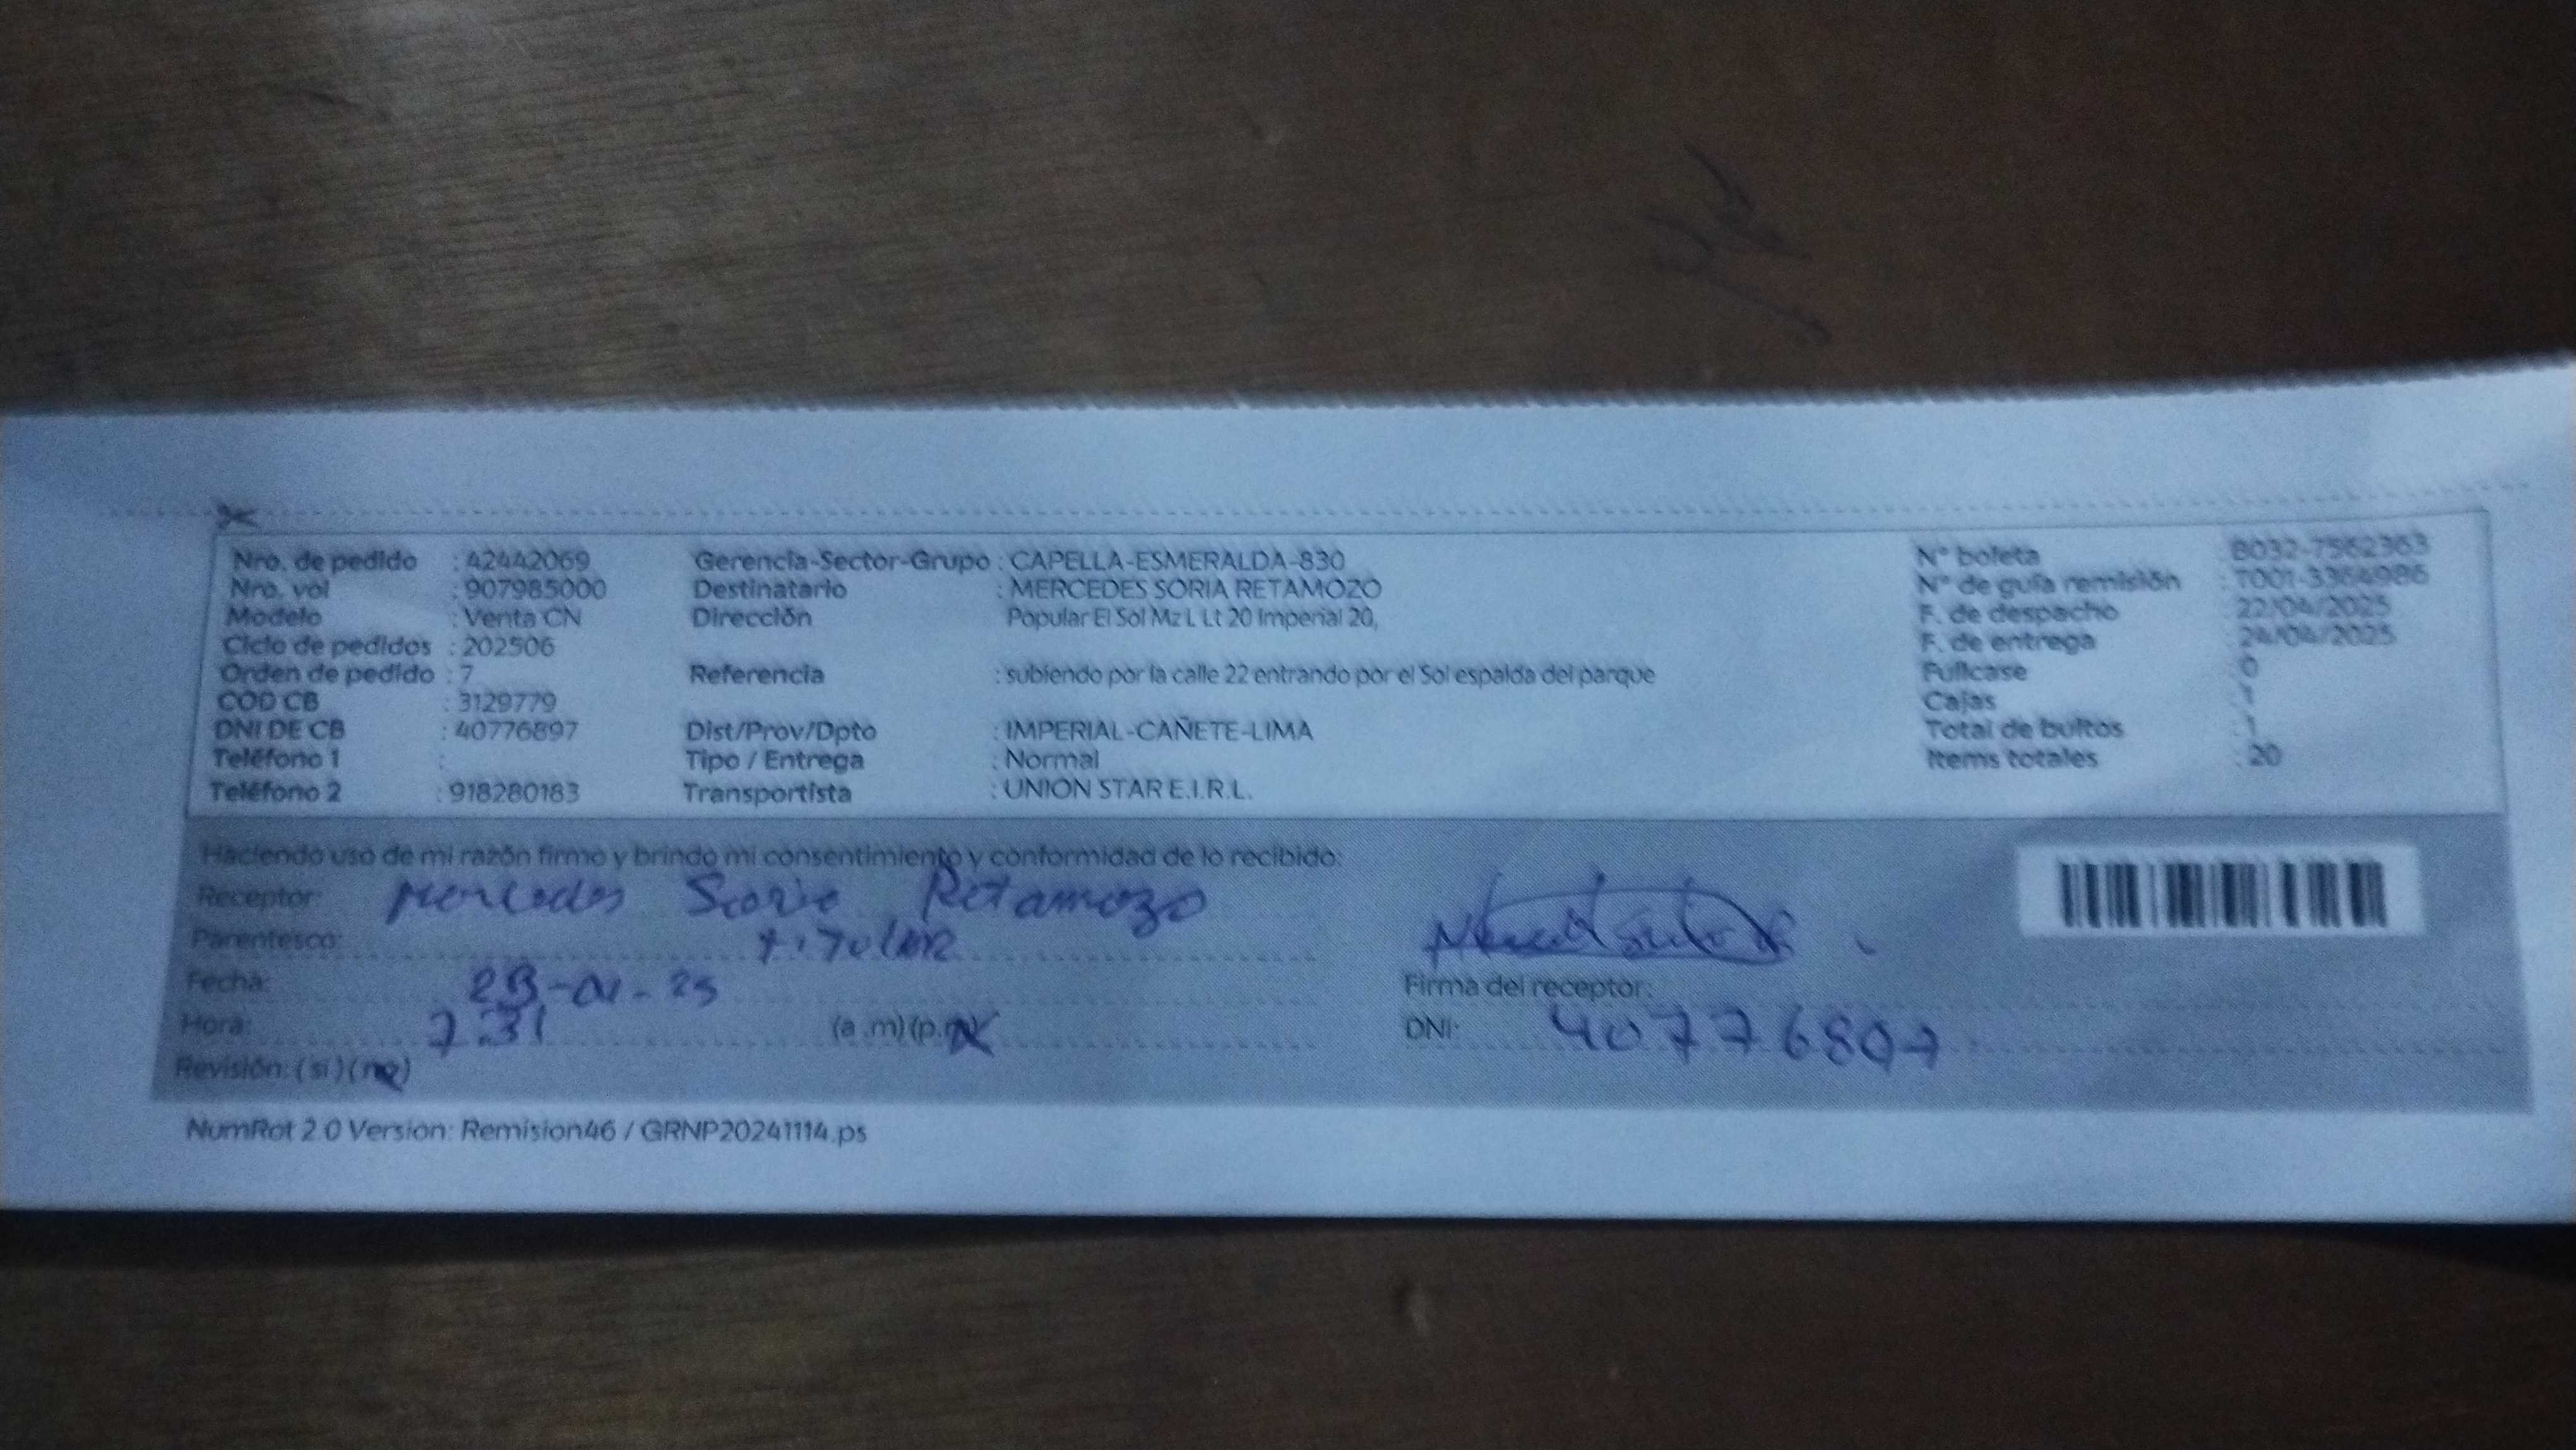 Nro. de pedido : 42442069
Nro. vol : 907985000
Modelo : Venta CN
Ciclo de pedidos : 202506
Orden de pedido : 7
COD CB : 3129779
DNI DE CB : 40776897
Teléfono 1 :
Teléfono 2 : 918280183
Gerencia-Sector-Grupo : CAPELLA-ESMERALDA-830
Destinatario : MERCEDES SORIA RETAMOZO
Dirección Popular El Sol Mz L Lt 20 Imperial 20,
Referencia : subiendo por la calle 22 entrando por el Sol espalda del parque
Dist/Prov/Dpto : IMPERIAL-CAÑETE-LIMA
Tipo / Entrega : Normal
Transportista : UNION STAR E.I.R.L.
N° boleta : B032-7562363
N° de guía remisión : T001-3364986
F. de despacho : 22/04/2025
F. de entrega : 24/04/2025
Fullcase : 0
Cajas : 1
Total de bultos : 1
Items totales : 20
Haciendo uso de mi razón firmo y brindo mi consentimiento y conformidad de lo recibido:
Receptor: Mercedes Soria Retamozo
Parentesco: titular
Fecha:
Hora: 7:31 (a.m)(p.m)
Revisión: (si)(no)
Firma del receptor:
DNI: 40776897
NumRot 2.0 Version: Remision46 / GRNP20241114.ps